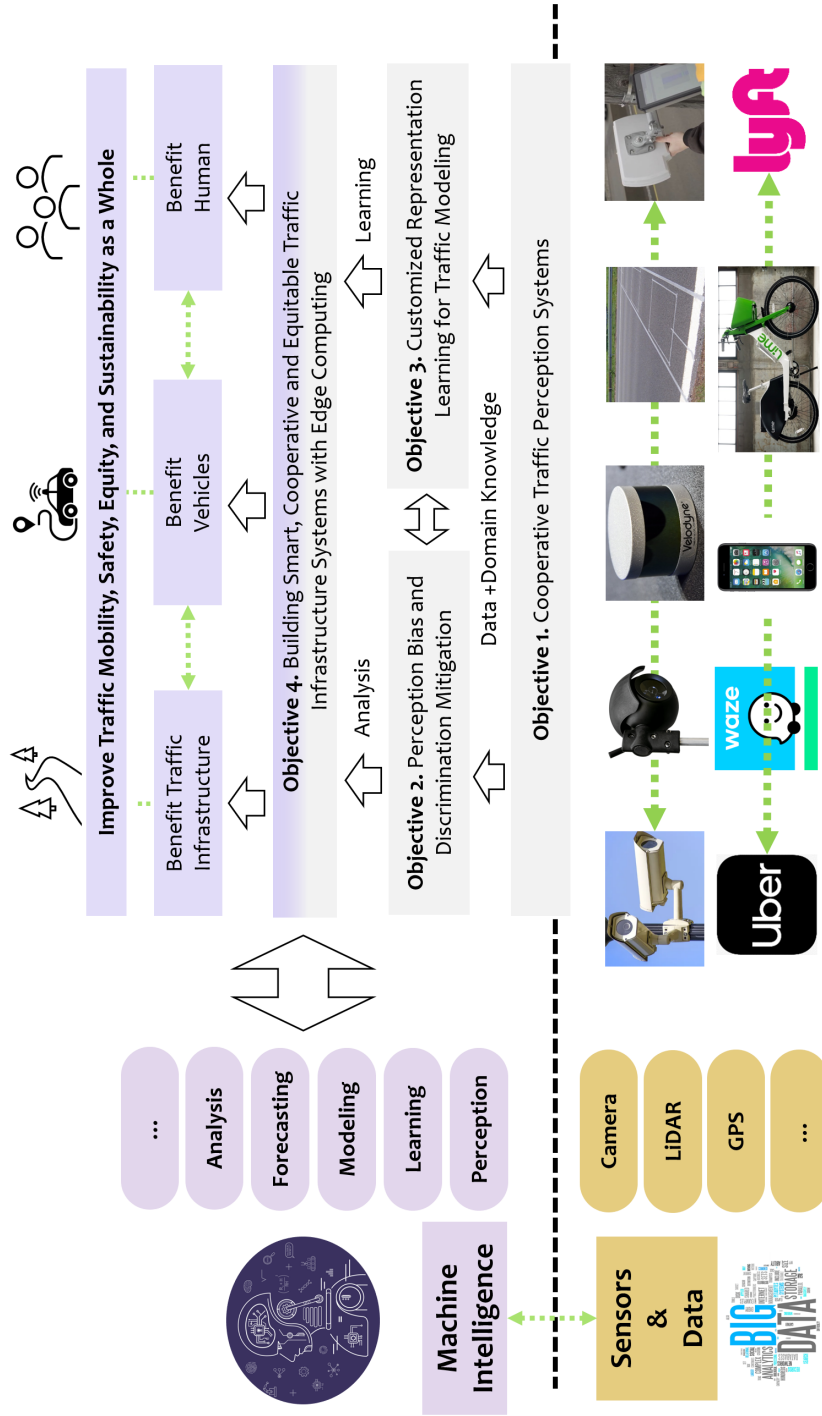 Improve Traffic Mobility, Safety, Equity, and Sustainability as a Whole
Benefit Traffic
Infrastructure
Benefit
Vehicles
Benefit
Human
Objective 4. Building Smart, Cooperative and Equitable Traffic
Infrastructure Systems with Edge Computing
Analysis
Learning
Objective 2. Perception Bias and
Discrimination Mitigation
Objective 3. Customized Representation
Learning for Traffic Modeling
Data +Domain Knowledge
Objective 1. Cooperative Traffic Perception Systems
Machine
Intelligence
...
Analysis
Forecasting
Modeling
Learning
Perception
Sensors
&
Data
Camera
LiDAR
GPS
...
BIG
DATA
ANALYTICS
STORAGE
Velodyne
Uber
waze
Lime
lyft